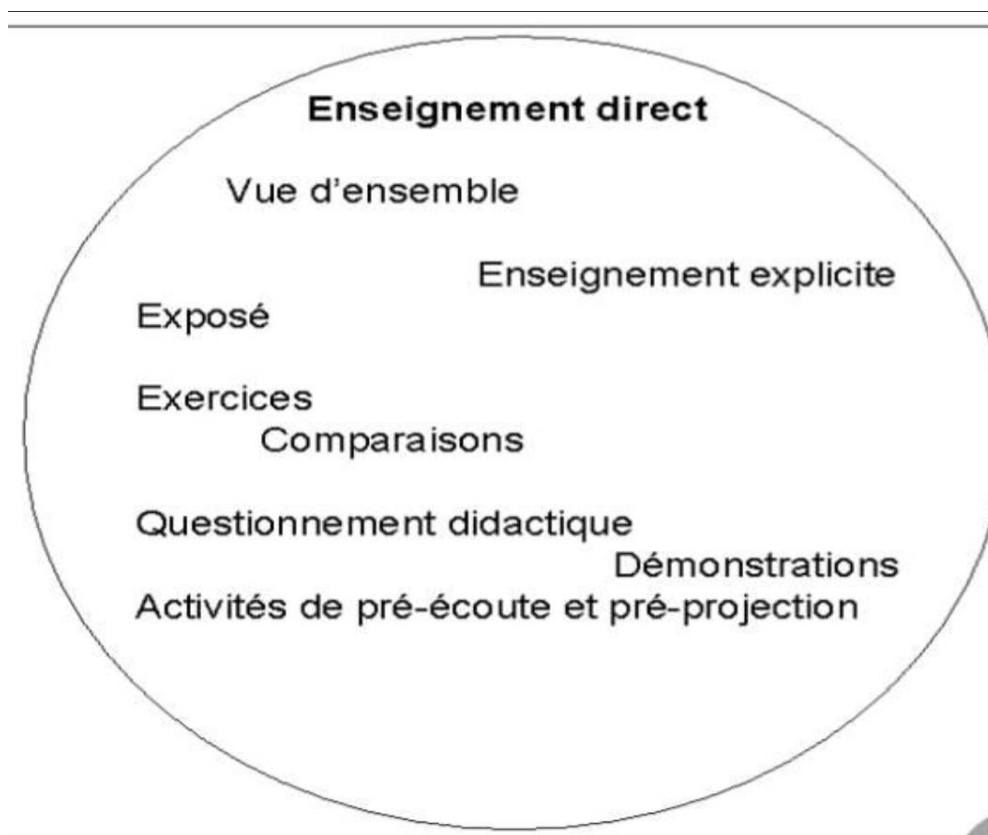 Enseignement direct
Vue d'ensemble
Enseignement explicite
Exposé
Exercices
Comparaisons
Questionnement didactique
Démonstrations
Activités de pré-écoute et pré-projection